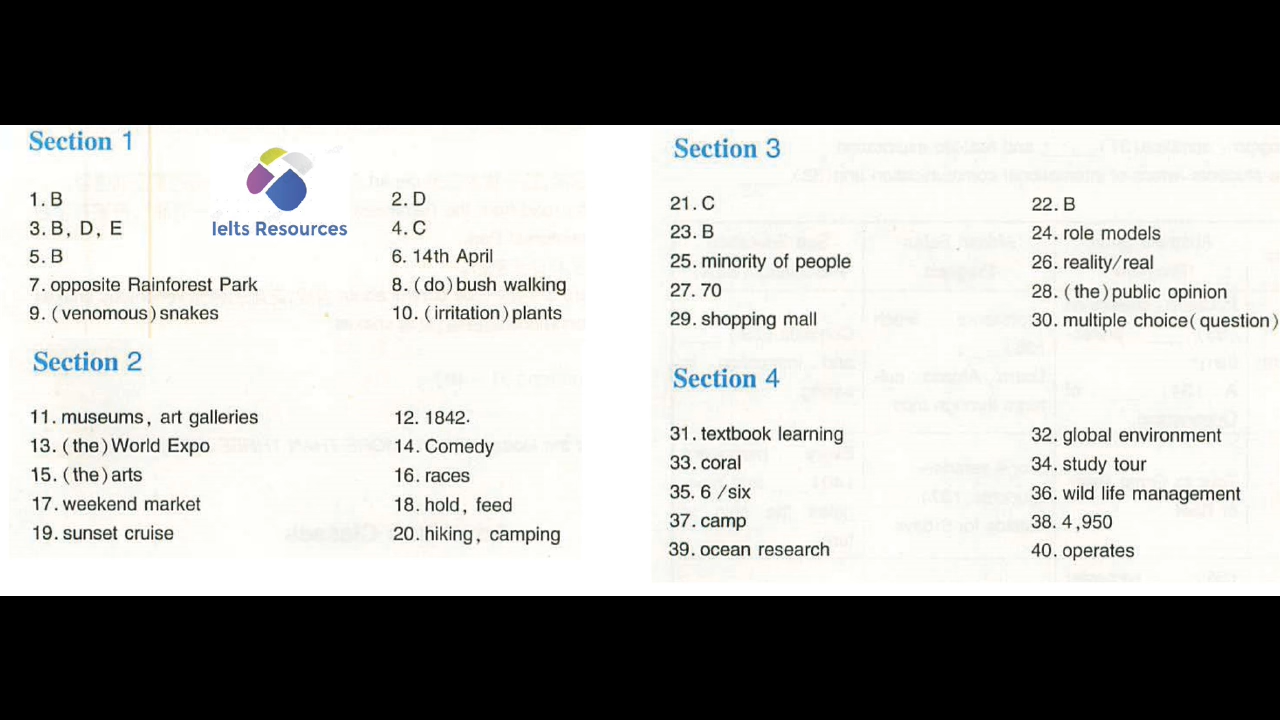 Section 1
Ielts Resources
1. B
2. D
3. B, D, E
4. C
5. B
6. 14th April
7. opposite Rainforest Park
8. (do) bush walking
9. (venomous) snakes
10. (irritation) plants
Section 2
11. museums, art galleries
12. 1842.
13. (the) World Expo
14. Comedy
15. (the) arts
16. races
17. weekend market
18. hold, feed
19. sunset cruise
20. hiking, camping
Section 3
21. C
22. B
23. B
24. role models
25. minority of people
26. reality/real
27. 70
28. (the) public opinion
29. shopping mall
30. multiple choice (question)
Section 4
31. textbook learning
32. global environment
33. coral
34. study tour
35. 6 /six
36. wild life management
37. camp
38. 4,950
39. ocean research
40. operates